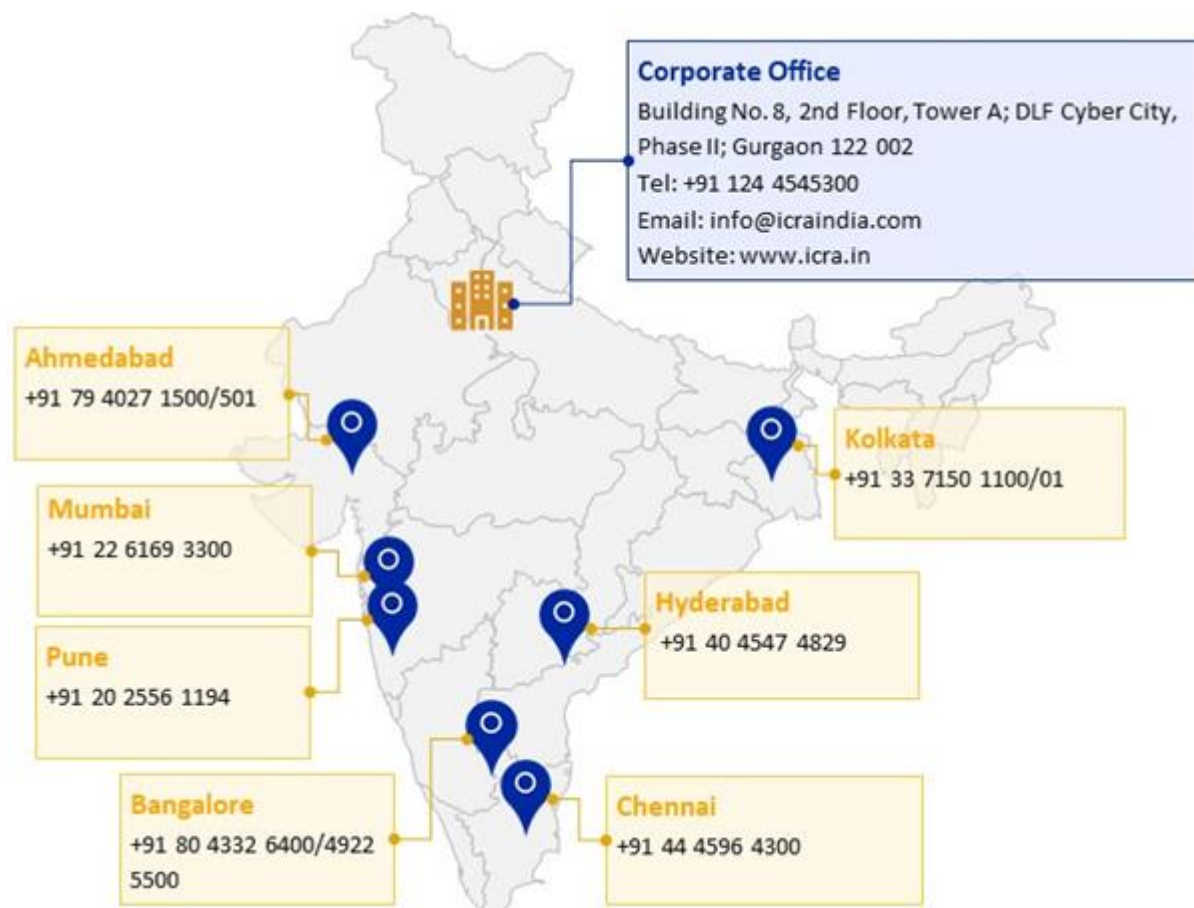 Corporate Office
Building No. 8, 2nd Floor, Tower A; DLF Cyber City,
Phase II; Gurgaon 122 002
Tel: +91 124 4545300
Email: info@icraindia.com
Website: www.icra.in
Ahmedabad
+91 79 4027 1500/501
Kolkata
+91 33 7150 1100/01
Mumbai
+91 22 6169 3300
Hyderabad
+91 40 4547 4829
Pune
+91 20 2556 1194
Bangalore
+91 80 4332 6400/4922
5500
Chennai
+91 44 4596 4300